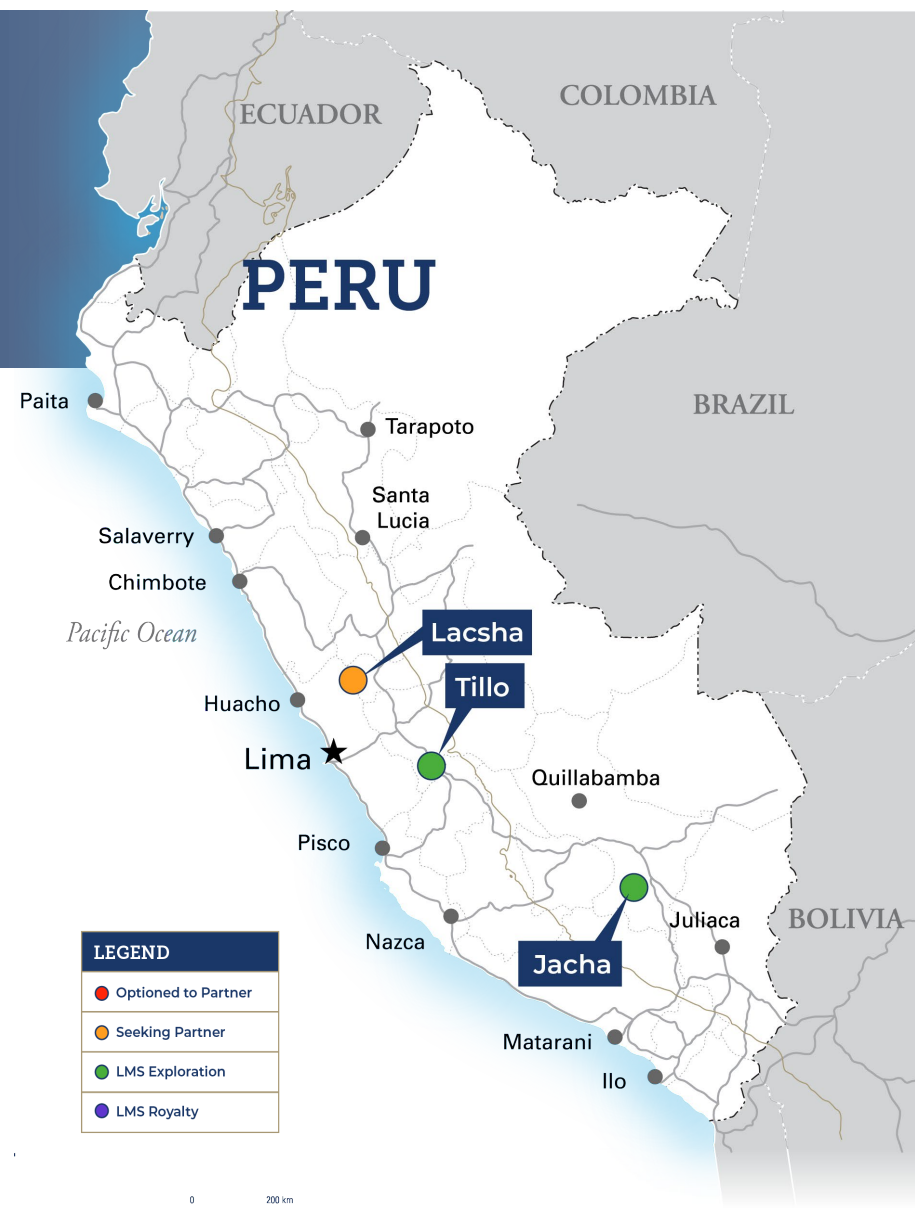 COLOMBIA
ECUADOR
PERU
Paita
BRAZIL
Tarapoto
Santa
Lucia
Salaverry
Chimbote
Pacific Ocean
Lacsha
Tillo
Huacho
Lima
Quillabamba
Pisco
Juliaca
BOLIVIA
Nazca
Jacha
LEGEND
Optioned to Partner
Seeking Partner
LMS Exploration
LMS Royalty
Matarani
Ilo
0 200 km